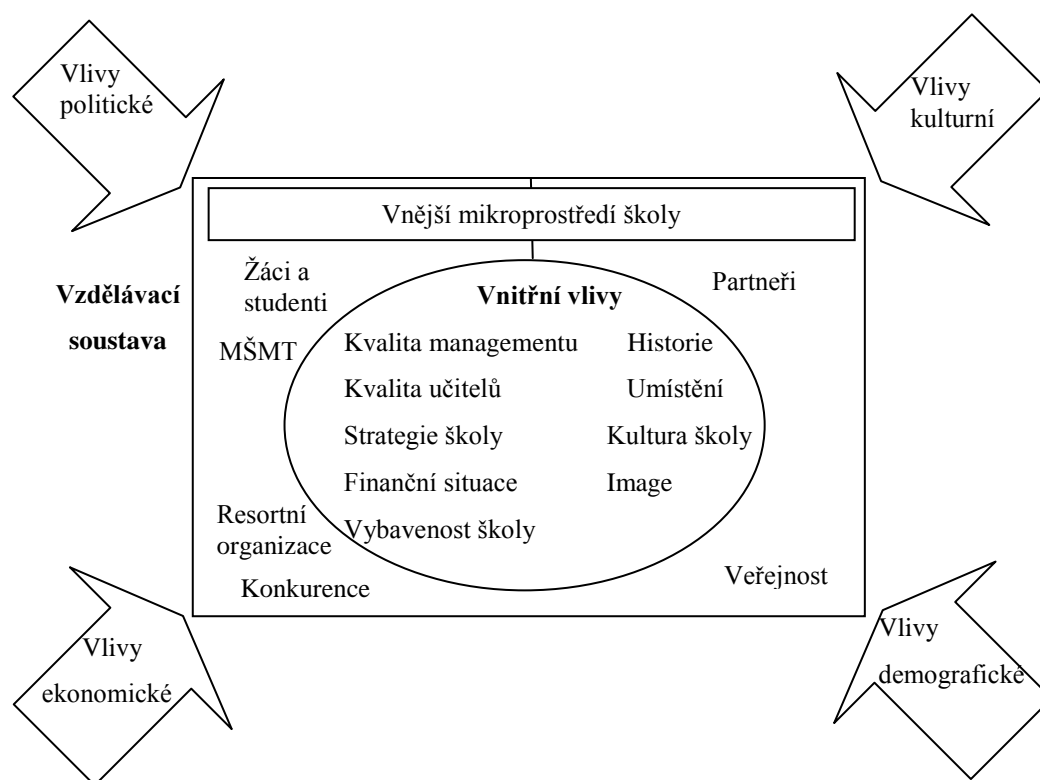 Vlivy
politické
Vlivy
kulturní
Vnější mikroprostředí školy
Žáci a
studenti
Partneři
Vzdělávací
soustava
Vnitřní vlivy
MŠMT
Kvalita managementu
Historie
Kvalita učitelů
Umístění
Strategie školy
Kultura školy
Finanční situace
Image
Resortní
organizace
Vybavenost školy
Konkurence
Veřejnost
Vlivy
ekonomické
Vlivy
demografické